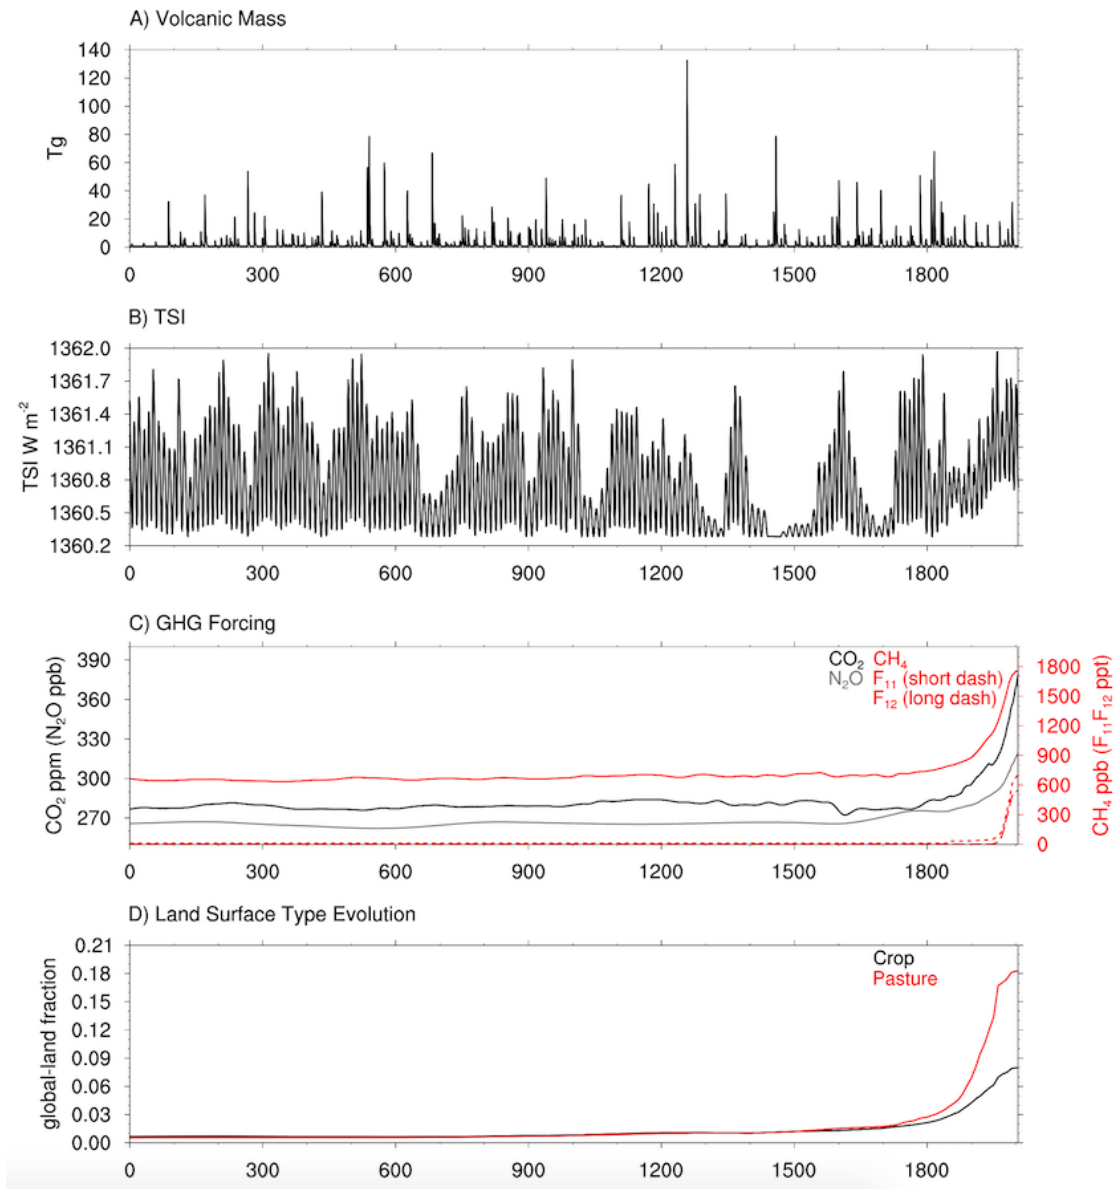 A) Volcanic Mass
140
120
100
80
60
40
20
0
Tg
0 300 600 900 1200 1500 1800
B) TSI
1362.0
1361.7
1361.4
1361.1
1360.8
1360.5
1360.2
TSI W m⁻²
0 300 600 900 1200 1500 1800
C) GHG Forcing
390
360
330
300
270
CO₂ ppm (N₂O ppb)
CO₂ CH₄
N₂O F₁₁ (short dash)
F₁₂ (long dash)
1800
1500
1200
900
600
300
0
CH₄ ppb (F₁₁F₁₂ ppt)
0 300 600 900 1200 1500 1800
D) Land Surface Type Evolution
0.21
0.18
0.15
0.12
0.09
0.06
0.03
0.00
global-land fraction
Crop
Pasture
0 300 600 900 1200 1500 1800